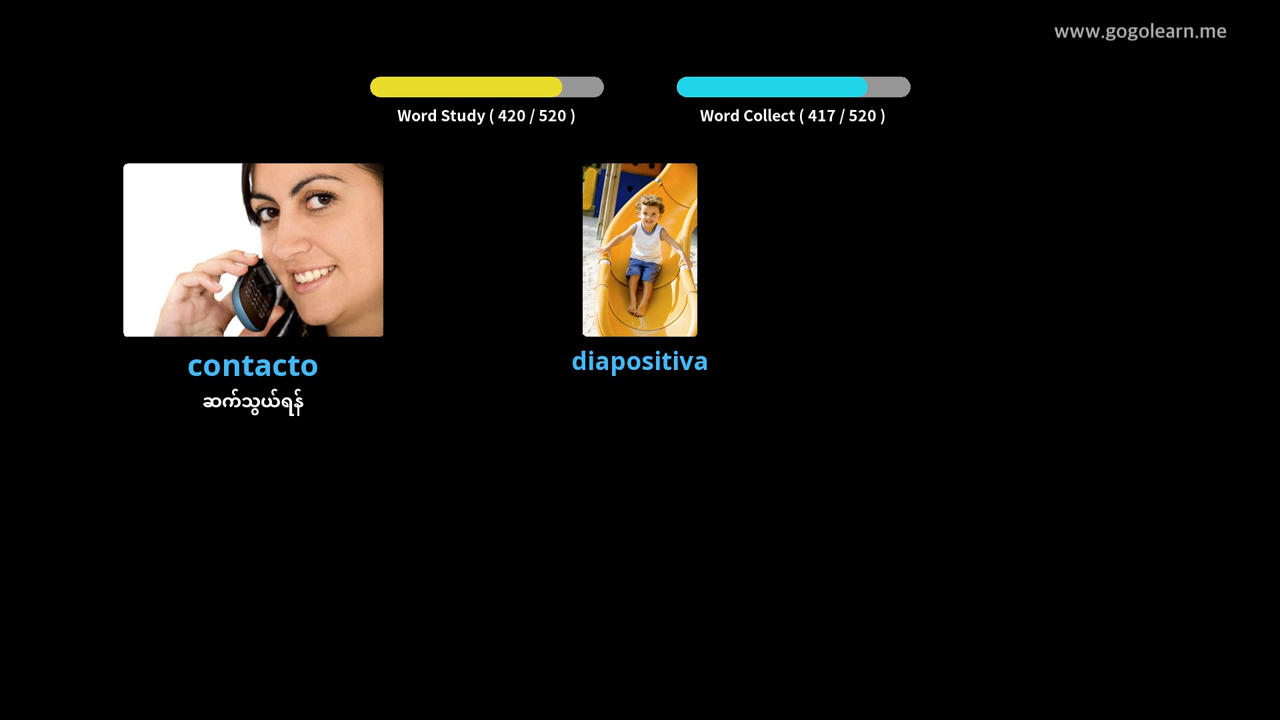 www.gogolearn.me
Word Study ( 420 / 520 )
Word Collect ( 417 / 520 )
contacto
ဆက်သွယ်ရန်
diapositiva